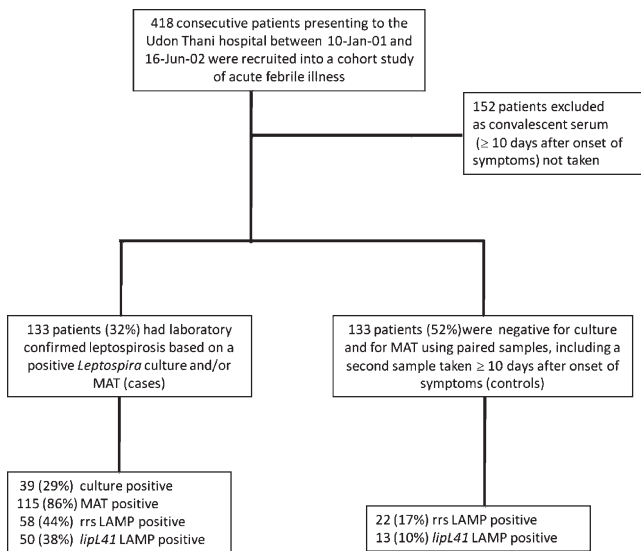 418 consecutive patients presenting to the
Udon Thani hospital between 10-Jan-01 and
16-Jun-02 were recruited into a cohort study
of acute febrile illness
152 patients excluded
as convalescent serum
(≥ 10 days after onset of
symptoms) not taken
133 patients (32%) had laboratory
confirmed leptospirosis based on a
positive Leptospira culture and/or
MAT (cases)
133 patients (52%)were negative for culture
and for MAT using paired samples, including a
second sample taken ≥ 10 days after onset of
symptoms (controls)
39 (29%) culture positive
115 (86%) MAT positive
58 (44%) rrs LAMP positive
50 (38%) lipL41 LAMP positive
22 (17%) rrs LAMP positive
13 (10%) lipL41 LAMP positive